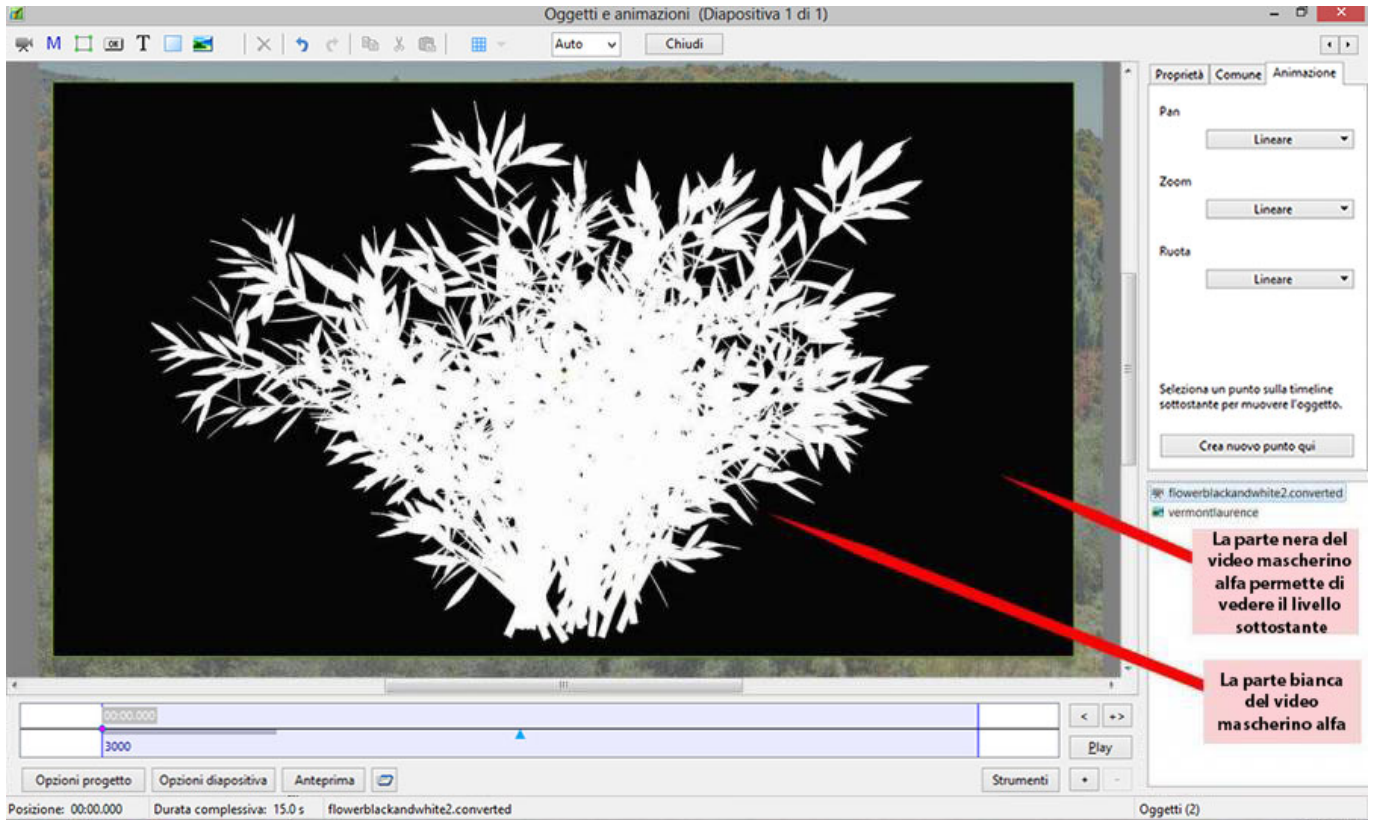 Oggetti e animazioni (Diapositiva 1 di 1)
M OK T Auto Chiudi
Proprietà Comune Animazione
Pan
Lineare
Zoom
Lineare
Ruota
Lineare
Seleziona un punto sulla timeline
sottostante per muovere l'oggetto.
Crea nuovo punto qui
flowerblackandwhite2.converted
vermontlaurence
La parte nera del
video mascherino
alfa permette di
vedere il livello
sottostante
La parte bianca
del video
mascherino alfa
00:00.000
3000
< +>
Play
Opzioni progetto Opzioni diapositiva Anteprima Strumenti + -
Posizione: 00:00.000 Durata complessiva: 15.0 s flowerblackandwhite2.converted Oggetti (2)